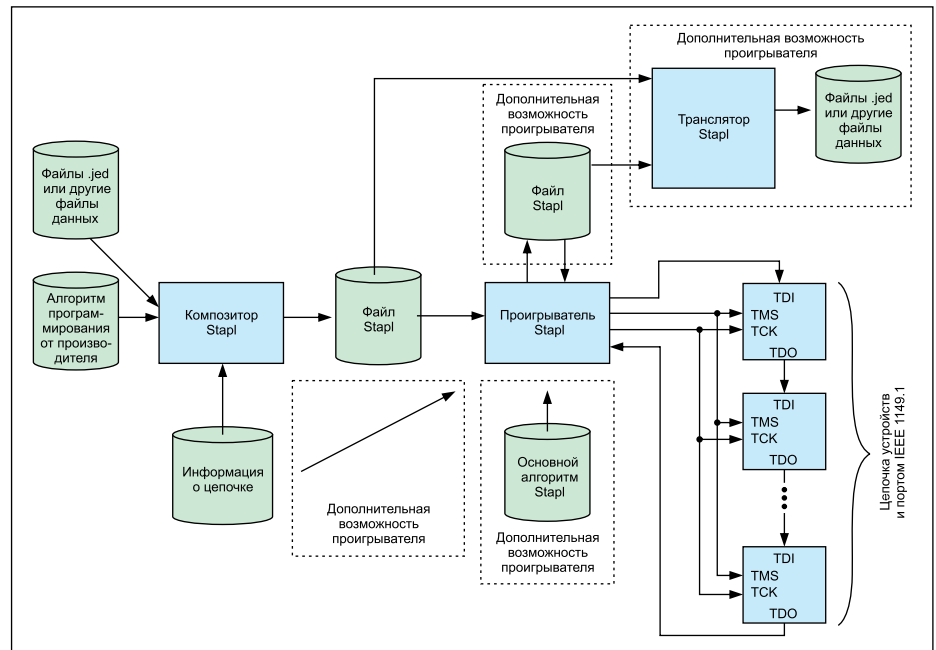 Дополнительная возможность
проигрывателя
Транслятор
Stapl
Файлы .jed
или другие
файлы
данных
Дополнительная
возможность
проигрывателя
Файл
Stapl
Файлы .jed
или другие
файлы
данных
Алгоритм
програм-
мирования
от произво-
дителя
Композитор
Stapl
Файл
Stapl
Проигрыватель
Stapl
Информация
о цепочке
Дополнительная
возможность
проигрывателя
Основной
алгоритм
Stapl
Дополнительная
возможность
проигрывателя
TDI
TMS
TCK
TDO
TDI
TMS
TCK
TDO
TDI
TMS
TCK
TDO
Цепочка устройств
и портом IEEE 1149.1